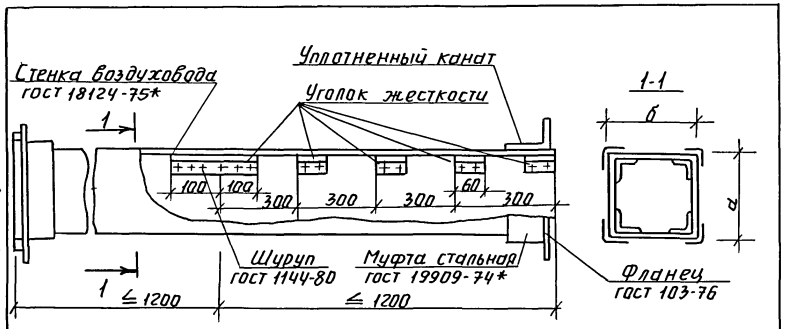 Уплотненный канат
Стенка воздуховода
гост 18124-75*
Уголок жесткости
1-1
1
б
а
100 100
60
300 300 300 300
Шуруп
гост 1144-80
Муфта стальная
гост 19909-74*
Фланец
гост 103-76
1
≤ 1200 ≤ 1200